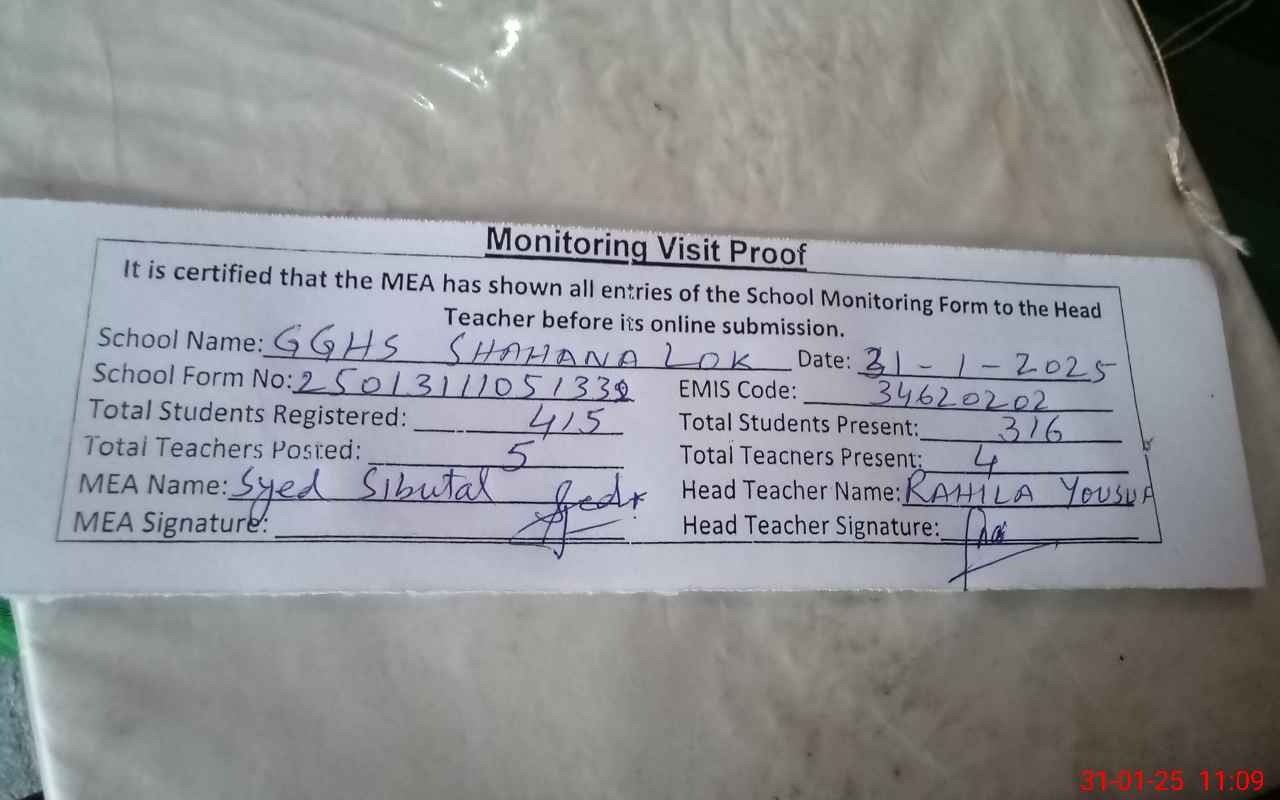 Monitoring Visit Proof
It is certified that the MEA has shown all entries of the School Monitoring Form to the Head
Teacher before its online submission.
School Name: GGHS SHAHANA LOK Date: 31-1-2025
School Form No: EMIS Code: 34620202
Total Students Registered: 415 Total Students Present: 316
Total Teachers Posted: 5 Total Teachers Present: 4
MEA Name: Syed Sibutal Head Teacher Name: RAHILA YOUSUF
MEA Signature: Head Teacher Signature:
31-01-25 11:09